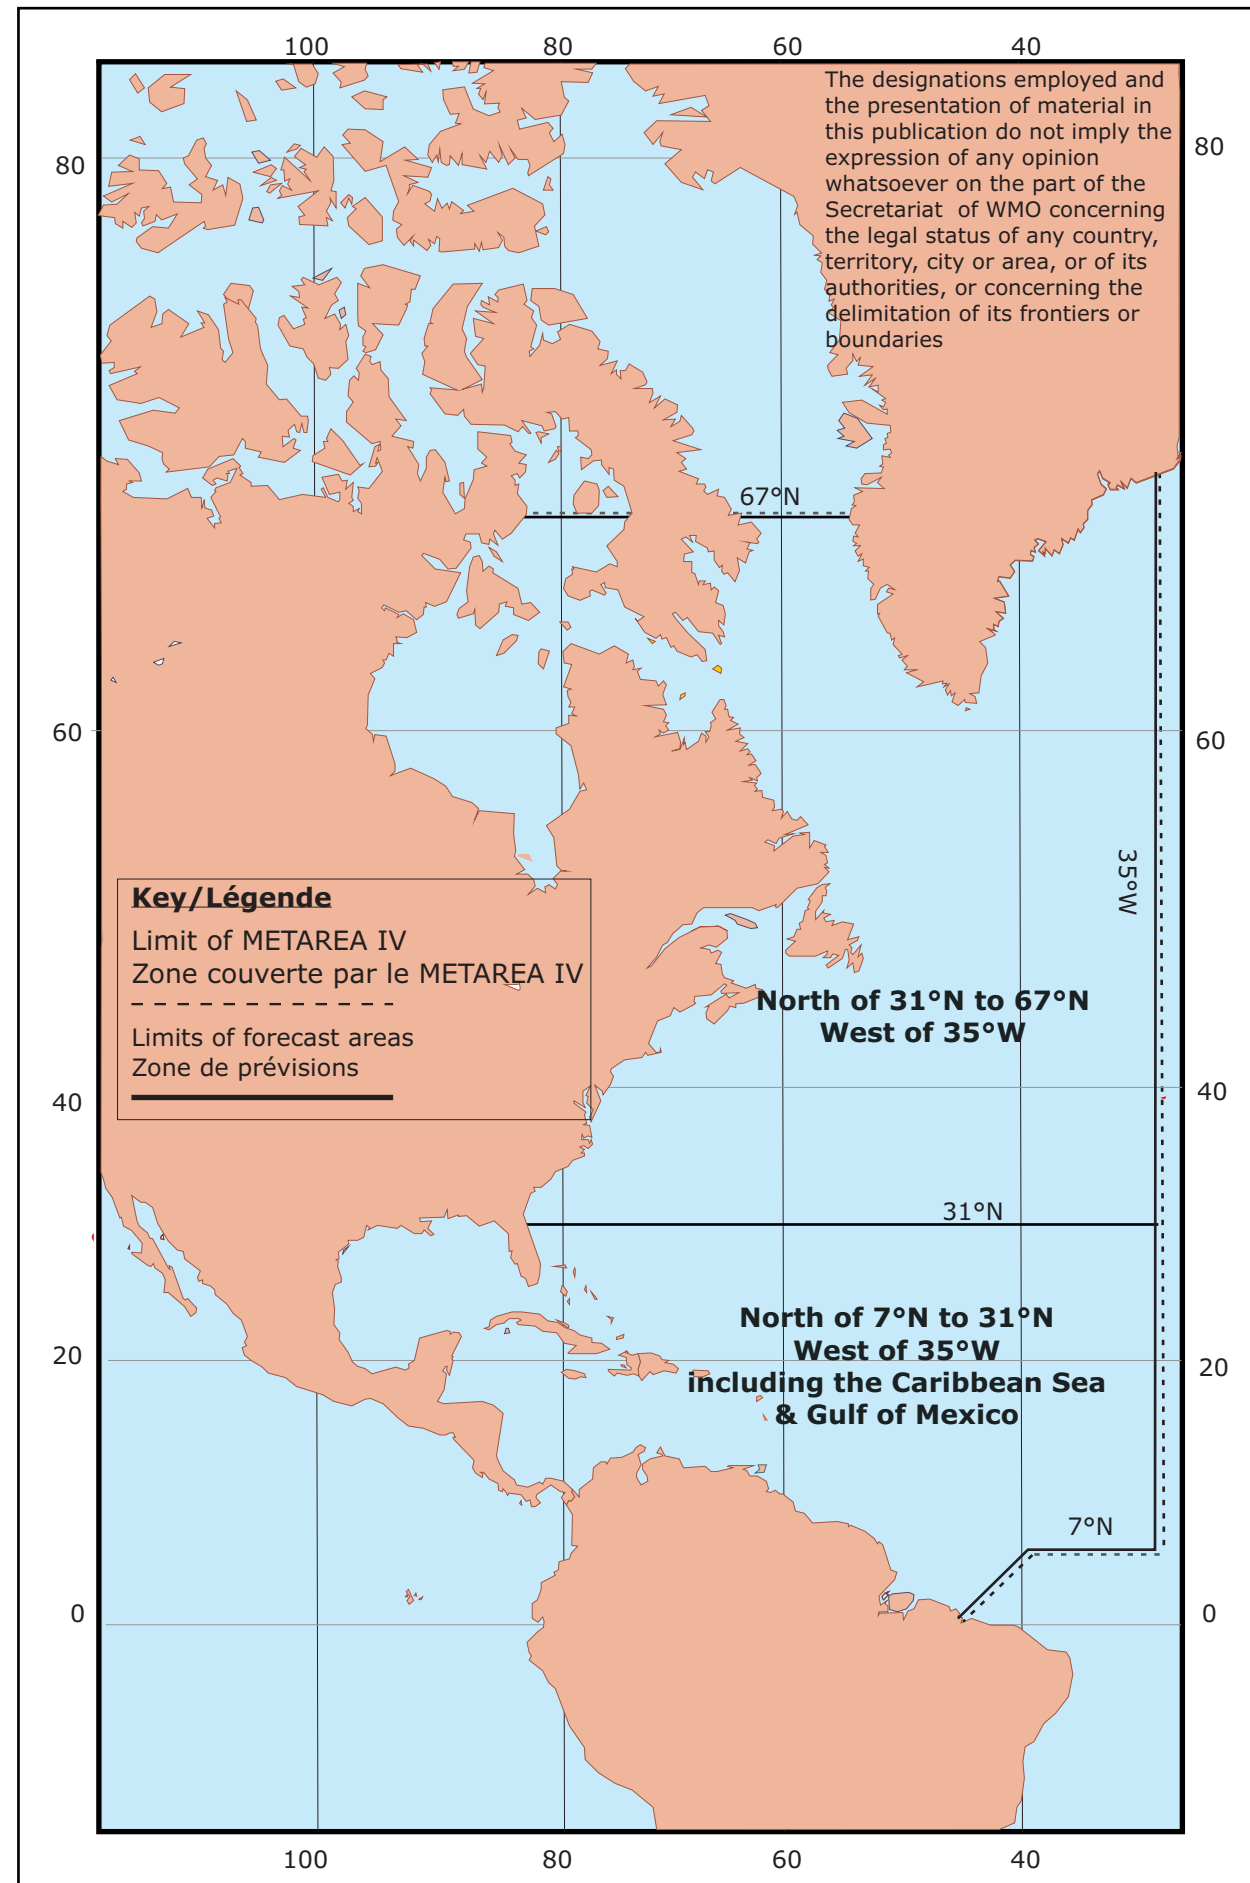 100 80 60 40
The designations employed and
the presentation of material in
this publication do not imply the
expression of any opinion
whatsoever on the part of the
Secretariat of WMO concerning
the legal status of any country,
territory, city or area, or of its
authorities, or concerning the
delimitation of its frontiers or
boundaries
80 80
67°N
60 60
35°W
Key/Légende
Limit of METAREA IV
Zone couverte par le METAREA IV
Limits of forecast areas
Zone de prévisions
North of 31°N to 67°N
West of 35°W
40 40
31°N
North of 7°N to 31°N
West of 35°W
including the Caribbean Sea
& Gulf of Mexico
20 20
7°N
0 0
100 80 60 40